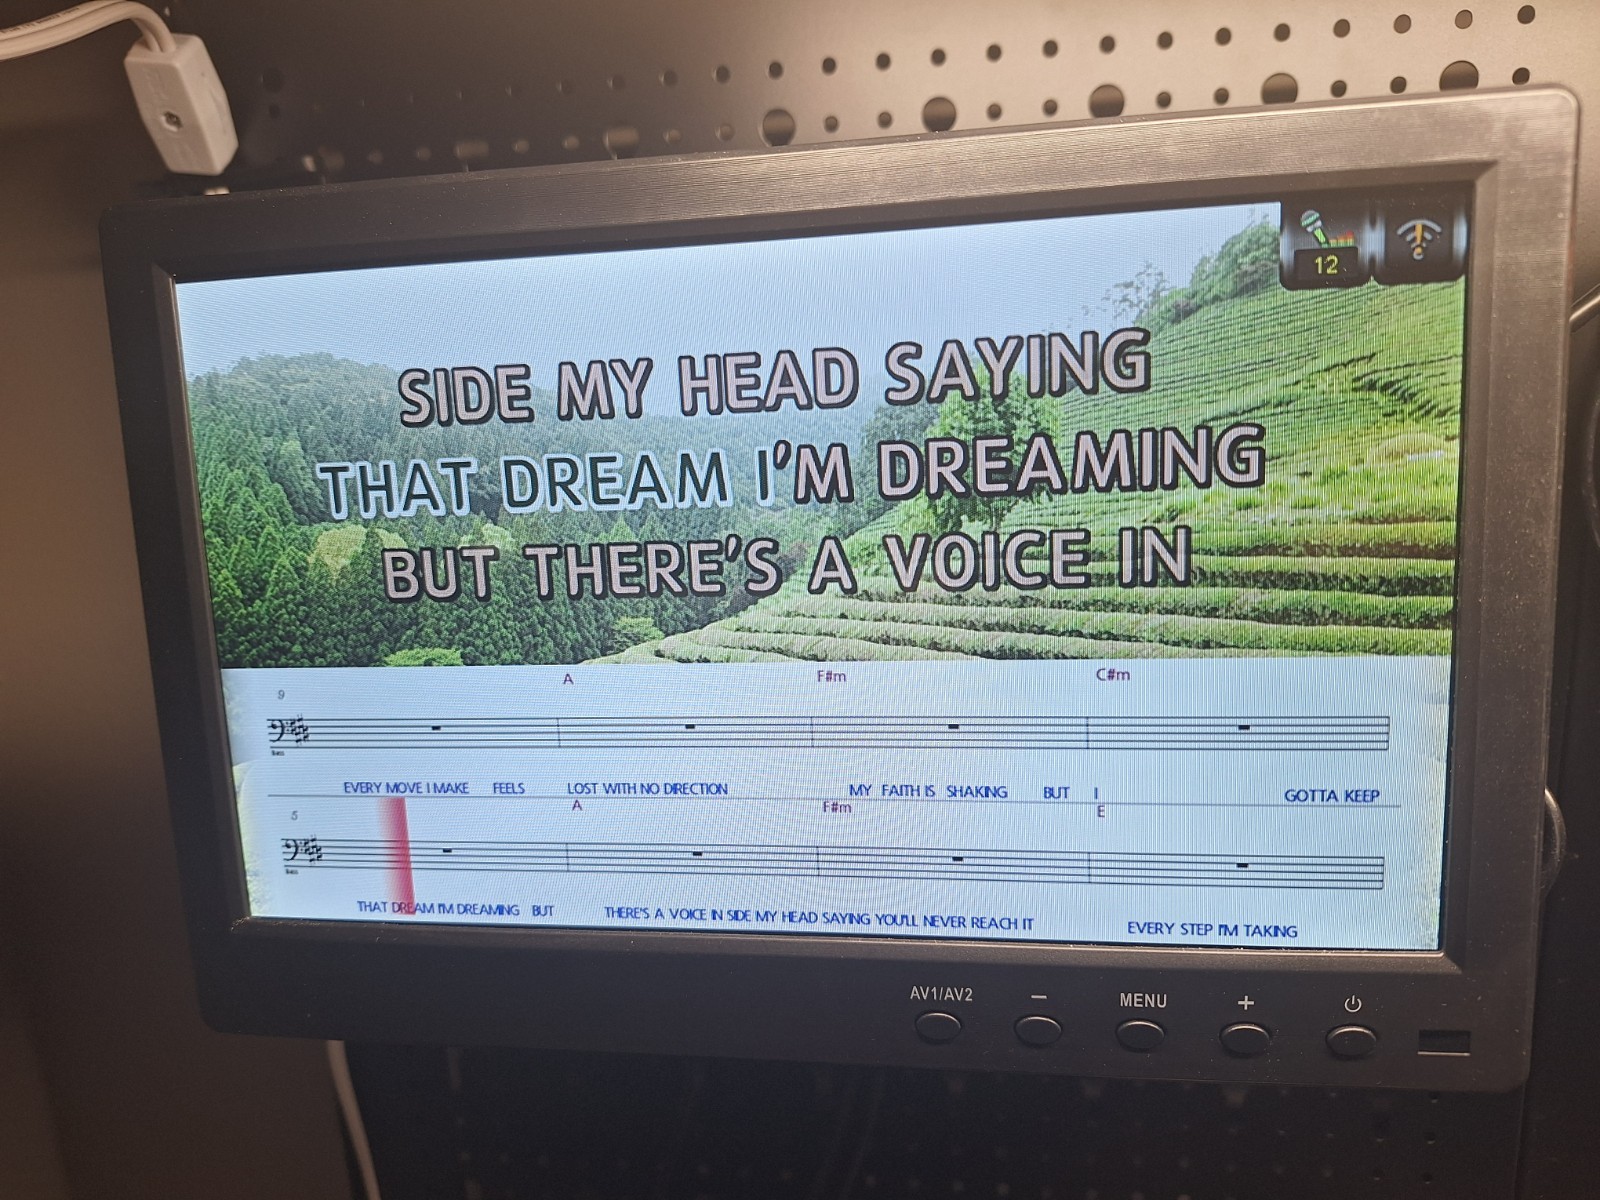 12
SIDE MY HEAD SAYING
THAT DREAM I'M DREAMING
BUT THERE'S A VOICE IN
A F#m C#m
9
Bass
EVERY MOVE I MAKE FEELS LOST WITH NO DIRECTION MY FAITH IS SHAKING BUT I GOTTA KEEP
A F#m E
5
Bass
THAT DREAM I'M DREAMING BUT THERE'S A VOICE IN SIDE MY HEAD SAYING YOU'LL NEVER REACH IT EVERY STEP I'M TAKING
AV1/AV2 − MENU +